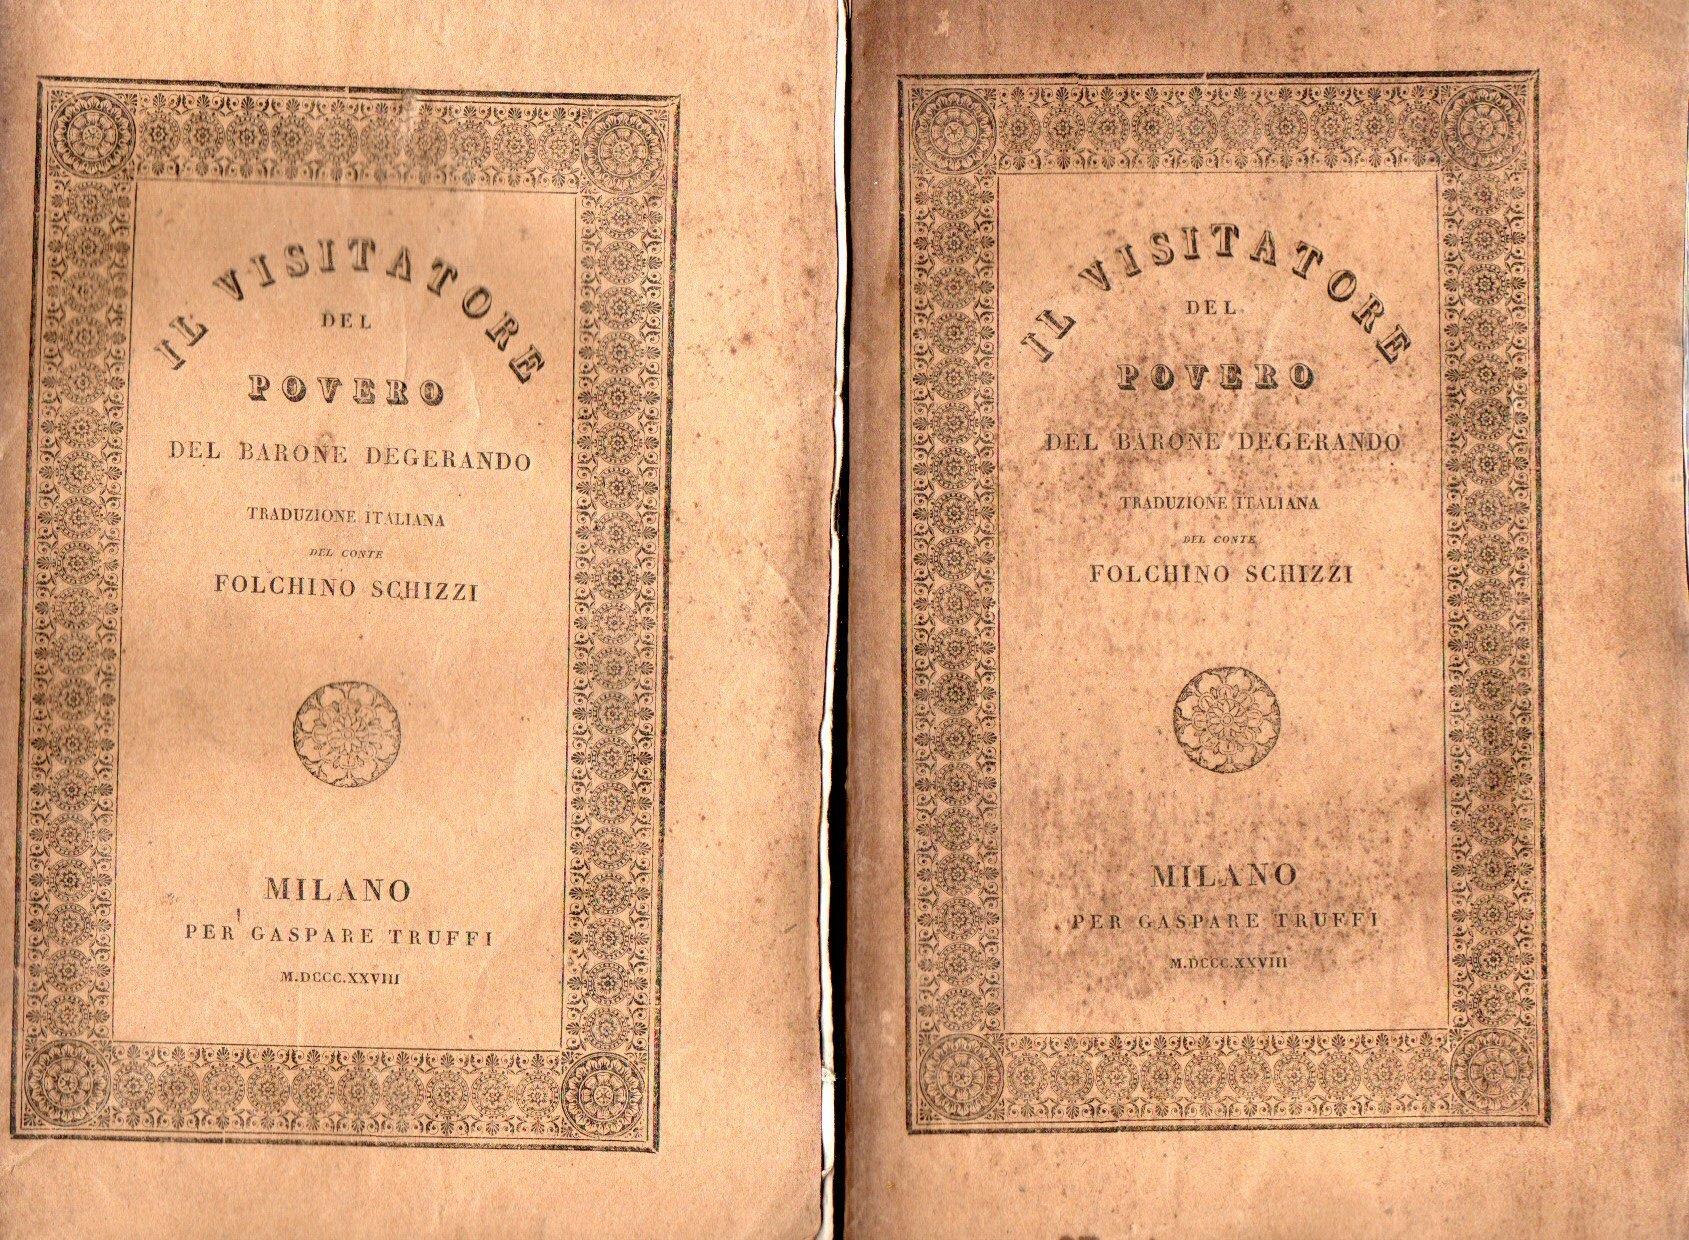 IL VISITATORE
DEL
POVERO
DEL BARONE DEGERANDO
TRADUZIONE ITALIANA
DEL CONTE
FOLCHINO SCHIZZI
MILANO
PER GASPARE TRUFFI
M.DCCC.XXVIII
IL VISITATORE
DEL
POVERO
DEL BARONE DEGERANDO
TRADUZIONE ITALIANA
DEL CONTE
FOLCHINO SCHIZZI
MILANO
PER GASPARE TRUFFI
M.DCCC.XXVIII